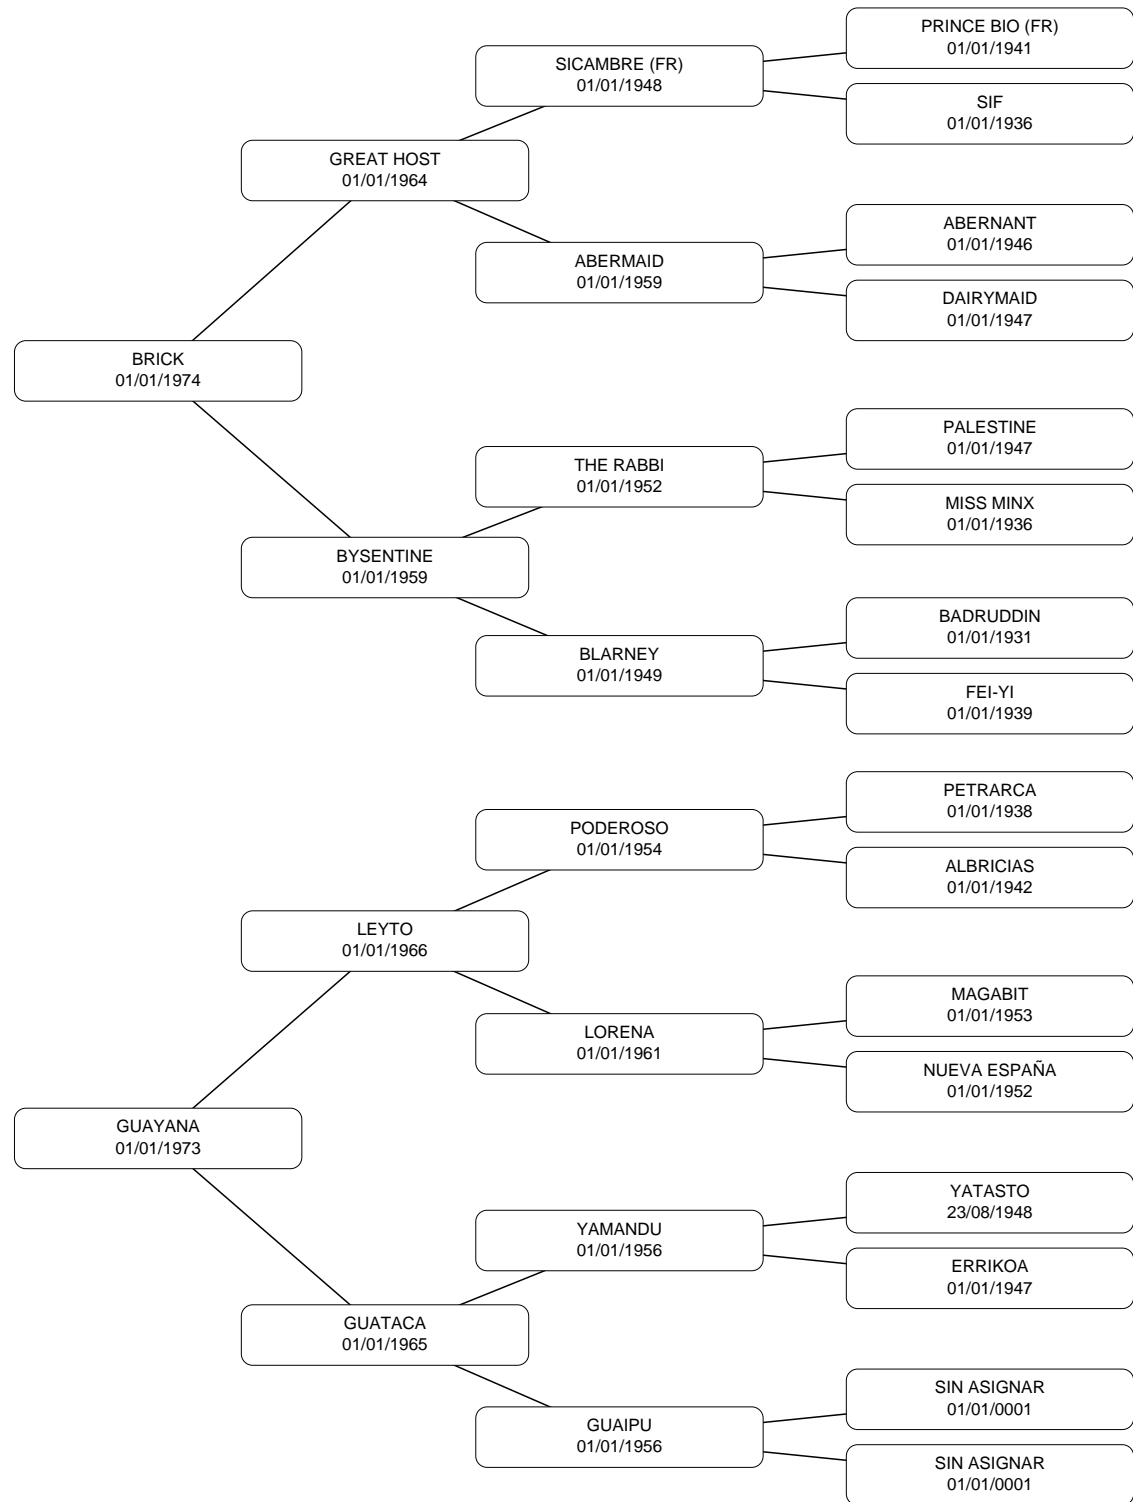 PRINCE BIO (FR)
01/01/1941
SICAMBRE (FR)
01/01/1948
SIF
01/01/1936
GREAT HOST
01/01/1964
ABERNANT
01/01/1946
ABERMAID
01/01/1959
DAIRYMAID
01/01/1947
BRICK
01/01/1974
PALESTINE
01/01/1947
THE RABBI
01/01/1952
MISS MINX
01/01/1936
BYSENTINE
01/01/1959
BADRUDDIN
01/01/1931
BLARNEY
01/01/1949
FEI-YI
01/01/1939
PETRARCA
01/01/1938
PODEROSO
01/01/1954
ALBRICIAS
01/01/1942
LEYTO
01/01/1966
MAGABIT
01/01/1953
LORENA
01/01/1961
NUEVA ESPAÑA
01/01/1952
GUAYANA
01/01/1973
YATASTO
23/08/1948
YAMANDU
01/01/1956
ERRIKOA
01/01/1947
GUATACA
01/01/1965
SIN ASIGNAR
01/01/0001
GUAIPU
01/01/1956
SIN ASIGNAR
01/01/0001